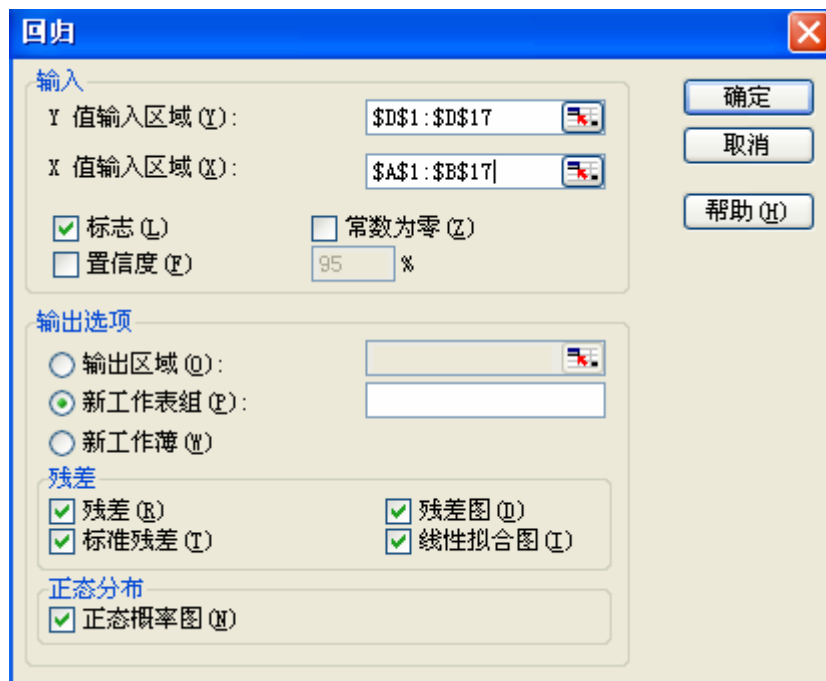 回归
输入
Y 值输入区域(Y): $D$1:$D$17
X 值输入区域(X): $A$1:$B$17
标志(L) 常数为零(Z)
置信度(F) 95 %
输出选项
输出区域(O):
新工作表组(P):
新工作薄(W)
残差
残差(R) 残差图(D)
标准残差(T) 线性拟合图(I)
正态分布
正态概率图(N)
确定
取消
帮助(H)